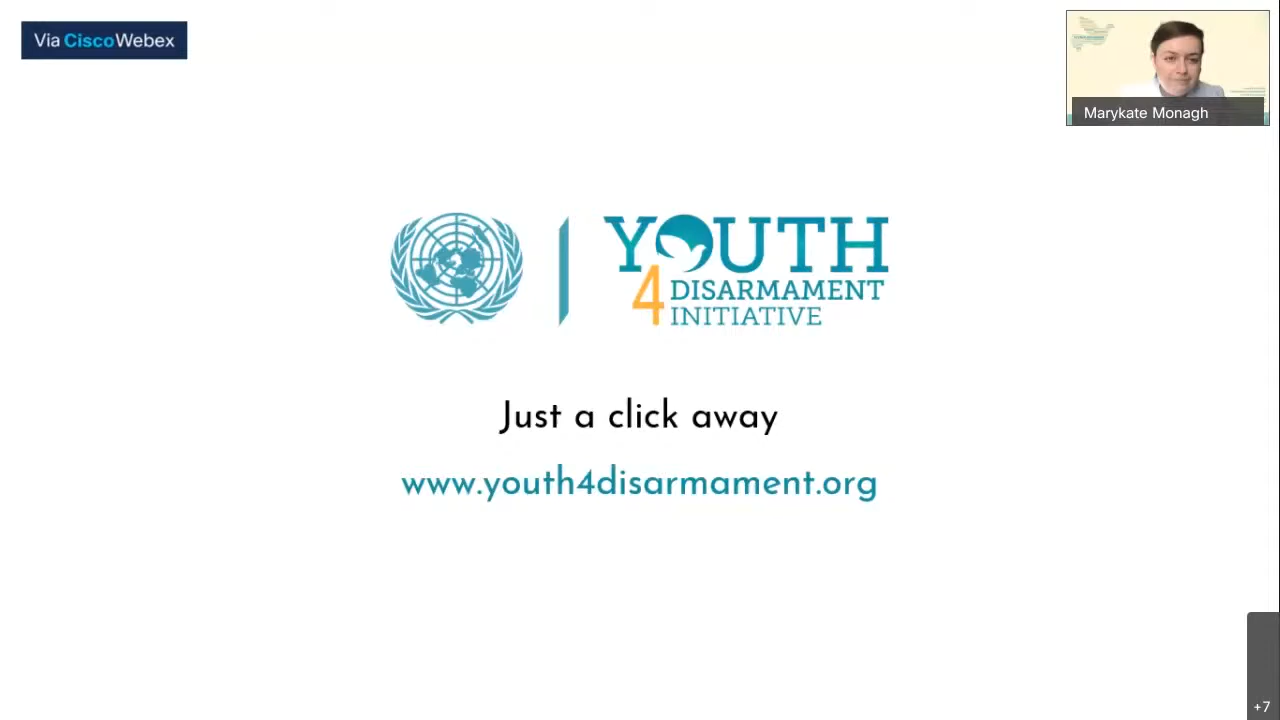 Via CiscoWebex
Marykate Monagh
YOUTH
4 DISARMAMENT
INITIATIVE
Just a click away
www.youth4disarmament.org
+7